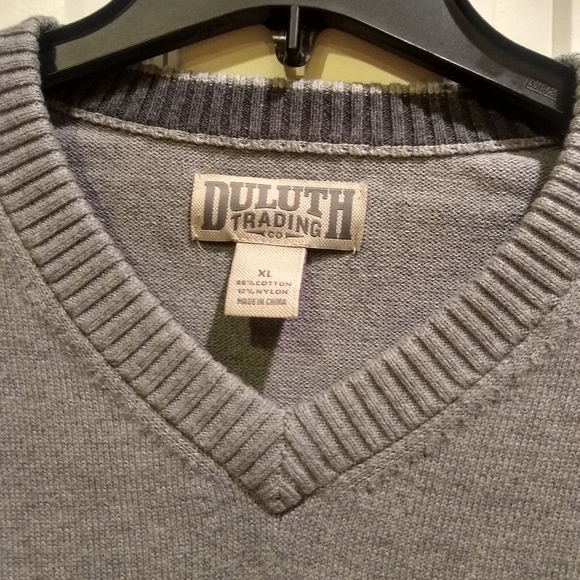 DULUTH
TRADING
CO
XL
88% COTTON
12% NYLON
MADE IN CHINA